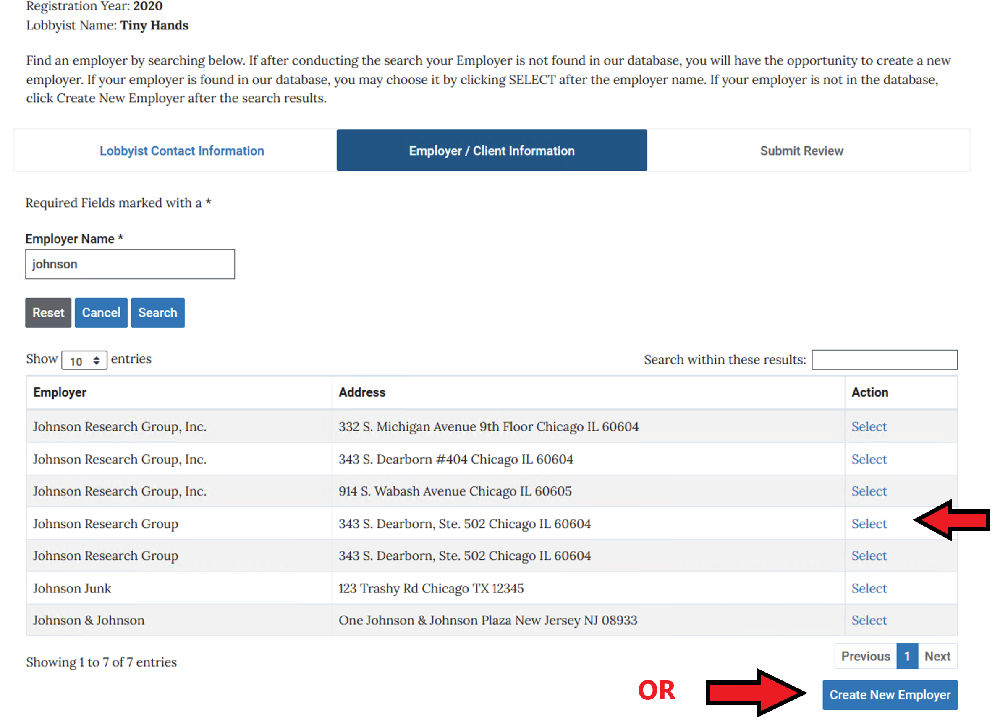 Registration Year: 2020
Lobbyist Name: Tiny Hands
Find an employer by searching below. If after conducting the search your Employer is not found in our database, you will have the opportunity to create a new
employer. If your employer is found in our database, you may choose it by clicking SELECT after the employer name. If your employer is not in the database,
click Create New Employer after the search results.
Lobbyist Contact Information Employer / Client Information Submit Review
Required Fields marked with a *
Employer Name *
johnson
Reset Cancel Search
Show 10 entries Search within these results:
Employer Address Action
Johnson Research Group, Inc. 332 S. Michigan Avenue 9th Floor Chicago IL 60604 Select
Johnson Research Group, Inc. 343 S. Dearborn #404 Chicago IL 60604 Select
Johnson Research Group, Inc. 914 S. Wabash Avenue Chicago IL 60605 Select
Johnson Research Group 343 S. Dearborn, Ste. 502 Chicago IL 60604 Select
Johnson Research Group 343 S. Dearborn, Ste. 502 Chicago IL 60604 Select
Johnson Junk 123 Trashy Rd Chicago TX 12345 Select
Johnson & Johnson One Johnson & Johnson Plaza New Jersey NJ 08933 Select
Showing 1 to 7 of 7 entries Previous 1 Next
OR Create New Employer